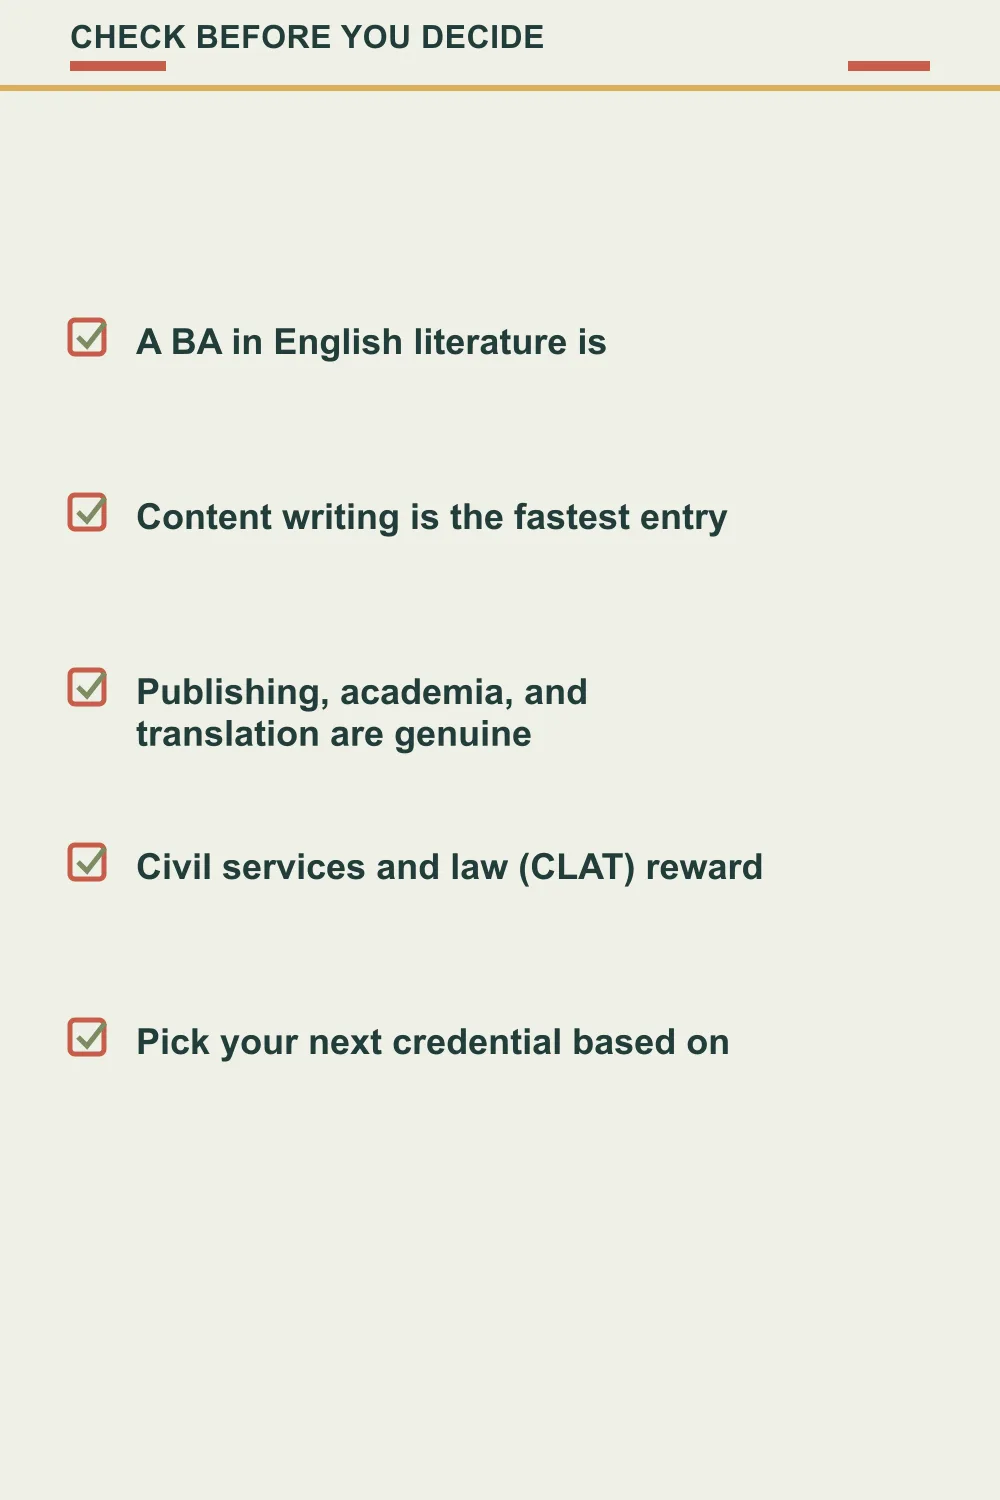 CHECK BEFORE YOU DECIDE
A BA in English literature is
Content writing is the fastest entry
Publishing, academia, and
translation are genuine
Civil services and law (CLAT) reward
Pick your next credential based on